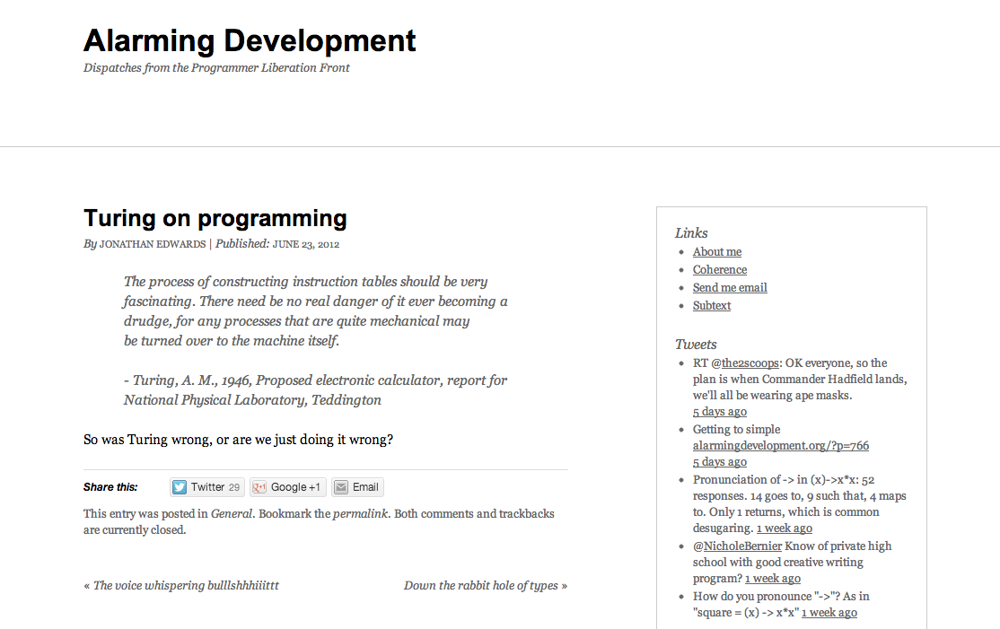 Alarming Development
Dispatches from the Programmer Liberation Front
Turing on programming
By JONATHAN EDWARDS | Published: JUNE 23, 2012
The process of constructing instruction tables should be very
fascinating. There need be no real danger of it ever becoming a
drudge, for any processes that are quite mechanical may
be turned over to the machine itself.
- Turing, A. M., 1946, Proposed electronic calculator, report for
National Physical Laboratory, Teddington
So was Turing wrong, or are we just doing it wrong?
Share this: Twitter 29 Google +1 Email
This entry was posted in General. Bookmark the permalink. Both comments and trackbacks
are currently closed.
« The voice whispering bulllshhhiiittt Down the rabbit hole of types »
Links
About me
Coherence
Send me email
Subtext
Tweets
RT @the2scoops: OK everyone, so the
plan is when Commander Hadfield lands,
we'll all be wearing ape masks.
5 days ago
Getting to simple
alarmingdevelopment.org/?p=766
5 days ago
Pronunciation of -> in (x)->x*x: 52
responses. 14 goes to, 9 such that, 4 maps
to. Only 1 returns, which is common
desugaring. 1 week ago
@NicholeBernier Know of private high
school with good creative writing
program? 1 week ago
How do you pronounce "->"? As in
"square = (x) -> x*x" 1 week ago